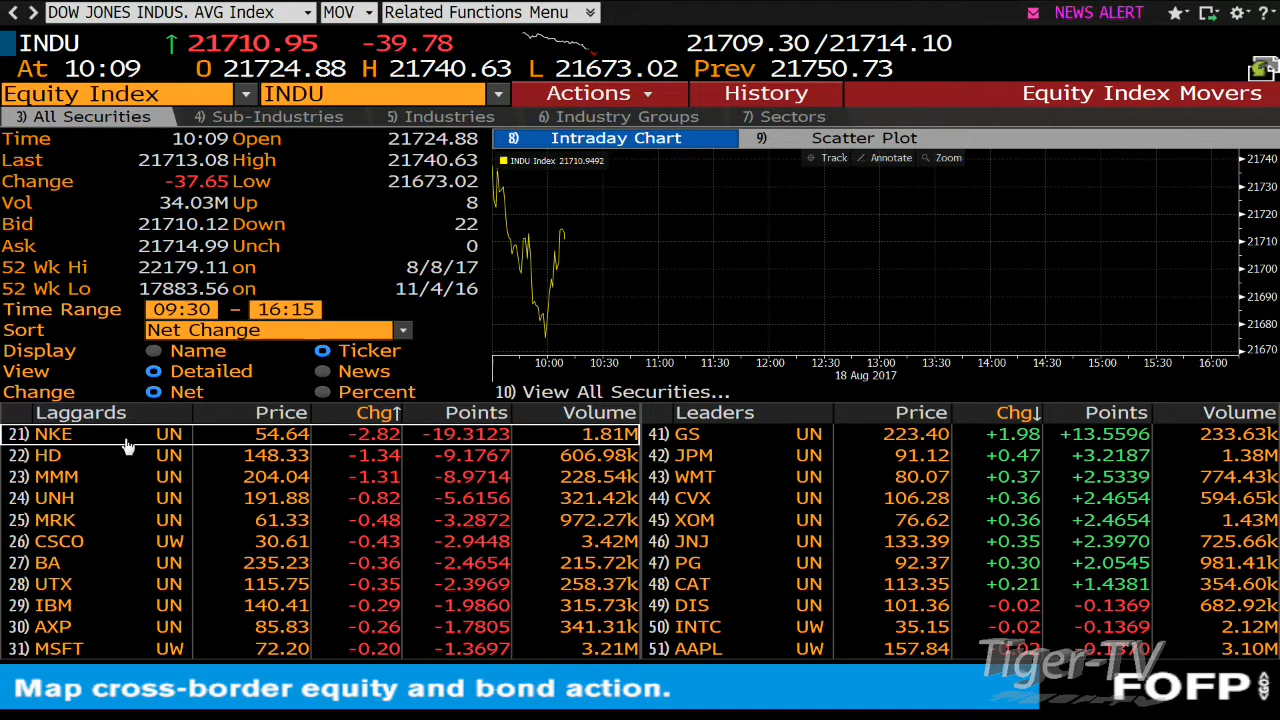 DOW JONES INDUS. AVG Index MOV Related Functions Menu NEWS ALERT ?
INDU 21710.95 -39.78 21709.30/21714.10
At 10:09 O 21724.88 H 21740.63 L 21673.02 Prev 21750.73
Equity Index INDU Actions History Equity Index Movers
3) All Securities 4) Sub-Industries 5) Industries 6) Industry Groups 7) Sectors
Time 10:09 Open 21724.88
Last 21713.08 High 21740.63
Change -37.65 Low 21673.02
Vol 34.03M Up 8
Bid 21710.12 Down 22
Ask 21714.99 Unch 0
52 Wk Hi 22179.11 on 8/8/17
52 Wk Lo 17883.56 on 11/4/16
Time Range 09:30 - 16:15
Sort Net Change
Display Name Ticker
View Detailed News
Change Net Percent
8) Intraday Chart 9) Scatter Plot
INDU Index 21710.9492 Track Annotate Zoom
21740
21730
21720
21710
21700
21690
21680
21670
10:00 10:30 11:00 11:30 12:00 12:30 13:00 13:30 14:00 14:30 15:00 15:30 16:00
18 Aug 2017
10) View All Securities...
Laggards Price Chg↑ Points Volume
21) NKE UN 54.64 -2.82 -19.3123 1.81M
22) HD UN 148.33 -1.34 -9.1767 606.98k
23) MMM UN 204.04 -1.31 -8.9714 228.54k
24) UNH UN 191.88 -0.82 -5.6156 321.42k
25) MRK UN 61.33 -0.48 -3.2872 972.27k
26) CSCO UW 30.61 -0.43 -2.9448 3.42M
27) BA UN 235.23 -0.36 -2.4654 215.72k
28) UTX UN 115.75 -0.35 -2.3969 258.37k
29) IBM UN 140.41 -0.29 -1.9860 315.73k
30) AXP UN 85.83 -0.26 -1.7805 341.31k
31) MSFT UW 72.20 -0.20 -1.3697 3.21M
Leaders Price Chg↓ Points Volume
41) GS UN 223.40 +1.98 +13.5596 233.63k
42) JPM UN 91.12 +0.47 +3.2187 1.38M
43) WMT UN 80.07 +0.37 +2.5339 774.43k
44) CVX UN 106.28 +0.36 +2.4654 594.65k
45) XOM UN 76.62 +0.36 +2.4654 1.43M
46) JNJ UN 133.39 +0.35 +2.3970 725.66k
47) PG UN 92.37 +0.30 +2.0545 981.41k
48) CAT UN 113.35 +0.21 +1.4381 354.60k
49) DIS UN 101.36 -0.02 -0.1369 682.92k
50) INTC UW 35.15 -0.02 -0.1369 2.12M
51) AAPL UW 157.84 -0.02 -0.1370 3.10M
Tiger-TV
Map cross-border equity and bond action. FOFP <GO>